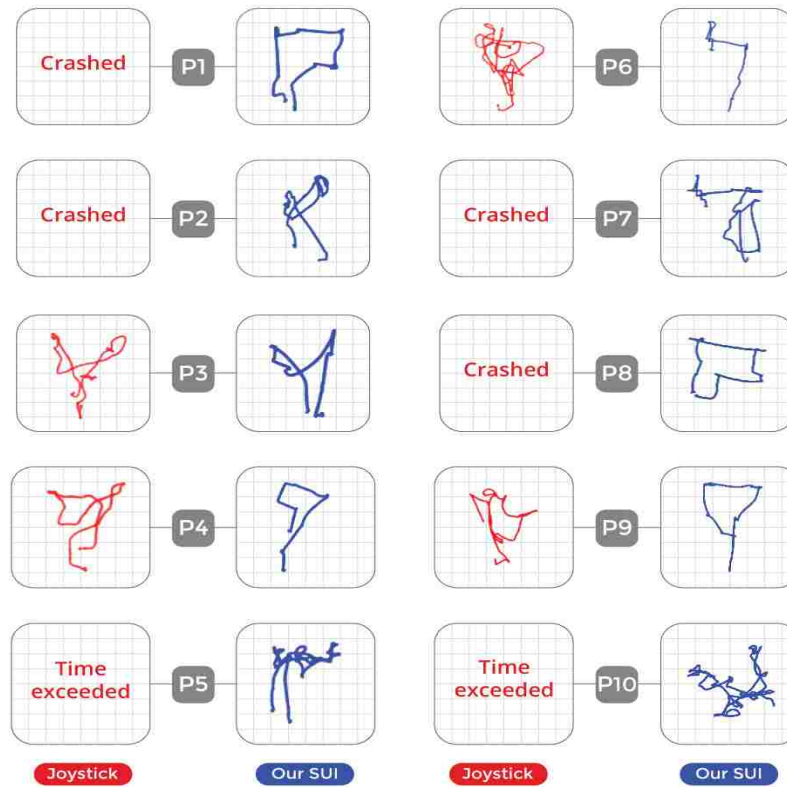 Crashed P1 P6
Crashed P2 Crashed P7
P3 Crashed P8
P4 P9
Time exceeded P5 Time exceeded P10
Joystick Our SUI Joystick Our SUI